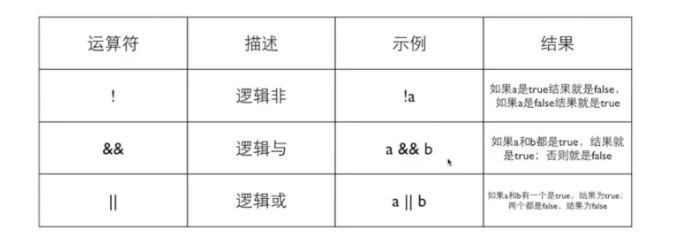 运算符 描述 示例 结果
! 逻辑非 !a 如果a是true结果就是false，
如果a是false结果就是true
&& 逻辑与 a && b 如果a和b都是true，结果就
是true；否则就是false
|| 逻辑或 a || b 如果a和b有一个是true，结果为true；
两个都是false，结果为false